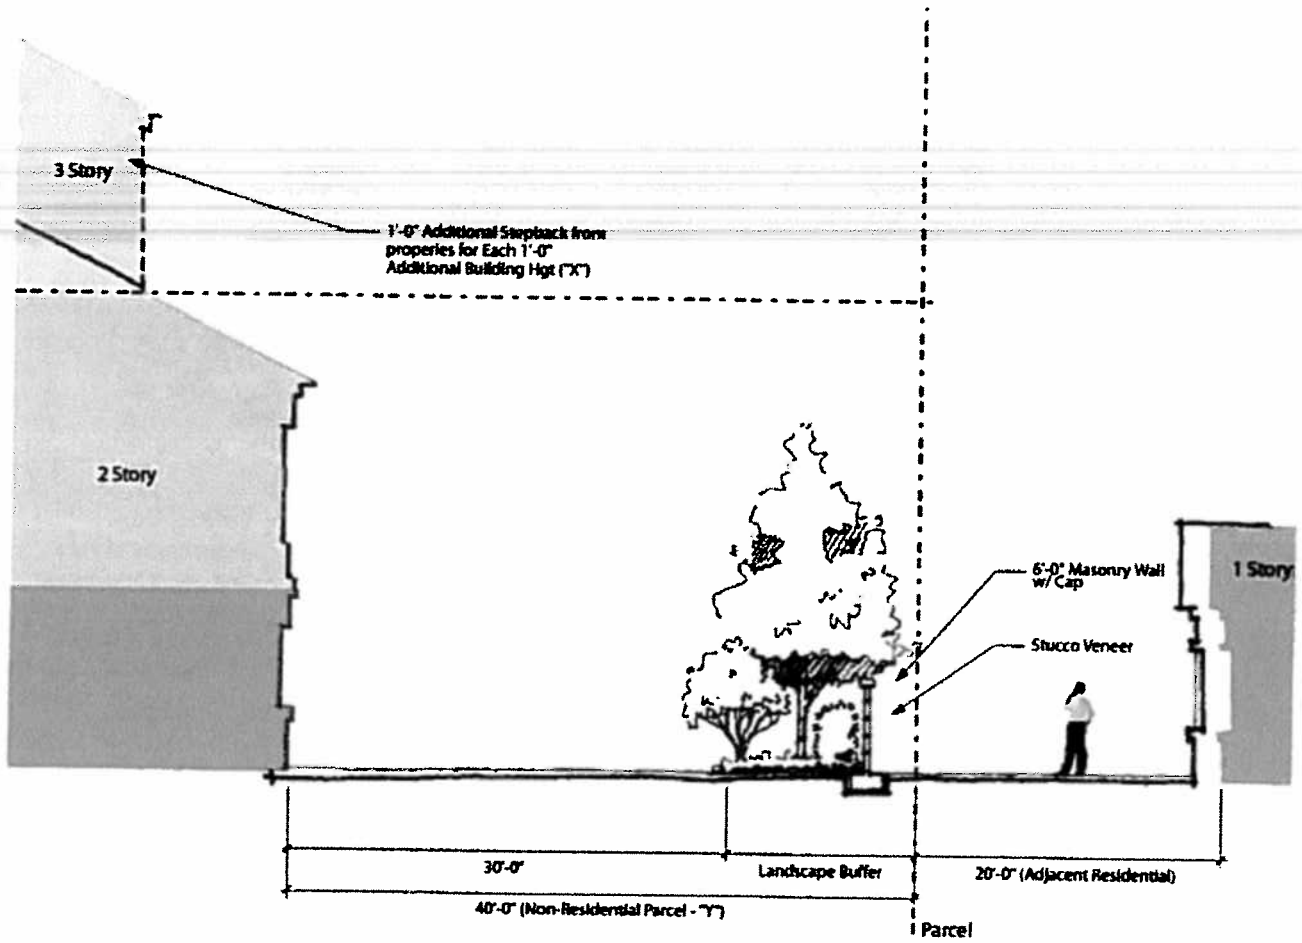 3 Story
1'-0" Additional Stepback from
properies for Each 1'-0"
Additional Building Hgt ("X")
2 Story
6'-0" Masonry Wall
w/ Cap
1 Story
Stucco Veneer
30'-0"
Landscape Buffer
20'-0" (Adjacent Residential)
40'-0" (Non-Residential Parcel - "Y")
Parcel